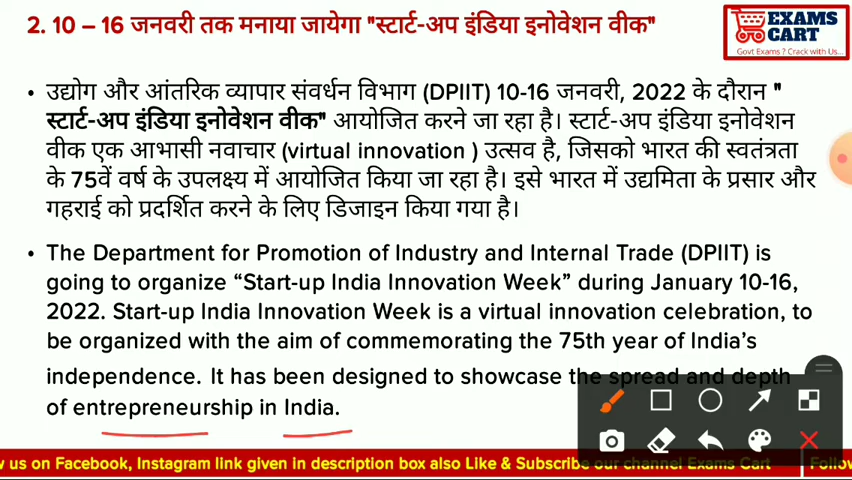 2. 10 – 16 जनवरी तक मनाया जायेगा "स्टार्ट-अप इंडिया इनोवेशन वीक"
EXAMS
CART
Govt Exams ? Crack with Us...
• उद्योग और आंतरिक व्यापार संवर्धन विभाग (DPIIT) 10-16 जनवरी, 2022 के दौरान "
स्टार्ट-अप इंडिया इनोवेशन वीक" आयोजित करने जा रहा है। स्टार्ट-अप इंडिया इनोवेशन
वीक एक आभासी नवाचार (virtual innovation ) उत्सव है, जिसको भारत की स्वतंत्रता
के 75वें वर्ष के उपलक्ष्य में आयोजित किया जा रहा है। इसे भारत में उद्यमिता के प्रसार और
गहराई को प्रदर्शित करने के लिए डिजाइन किया गया है।
• The Department for Promotion of Industry and Internal Trade (DPIIT) is
going to organize “Start-up India Innovation Week” during January 10-16,
2022. Start-up India Innovation Week is a virtual innovation celebration, to
be organized with the aim of commemorating the 75th year of India’s
independence. It has been designed to showcase the spread and depth
of entrepreneurship in India.
w us on Facebook, Instagram link given in description box also Like & Subscribe our channel Exams Cart Follow